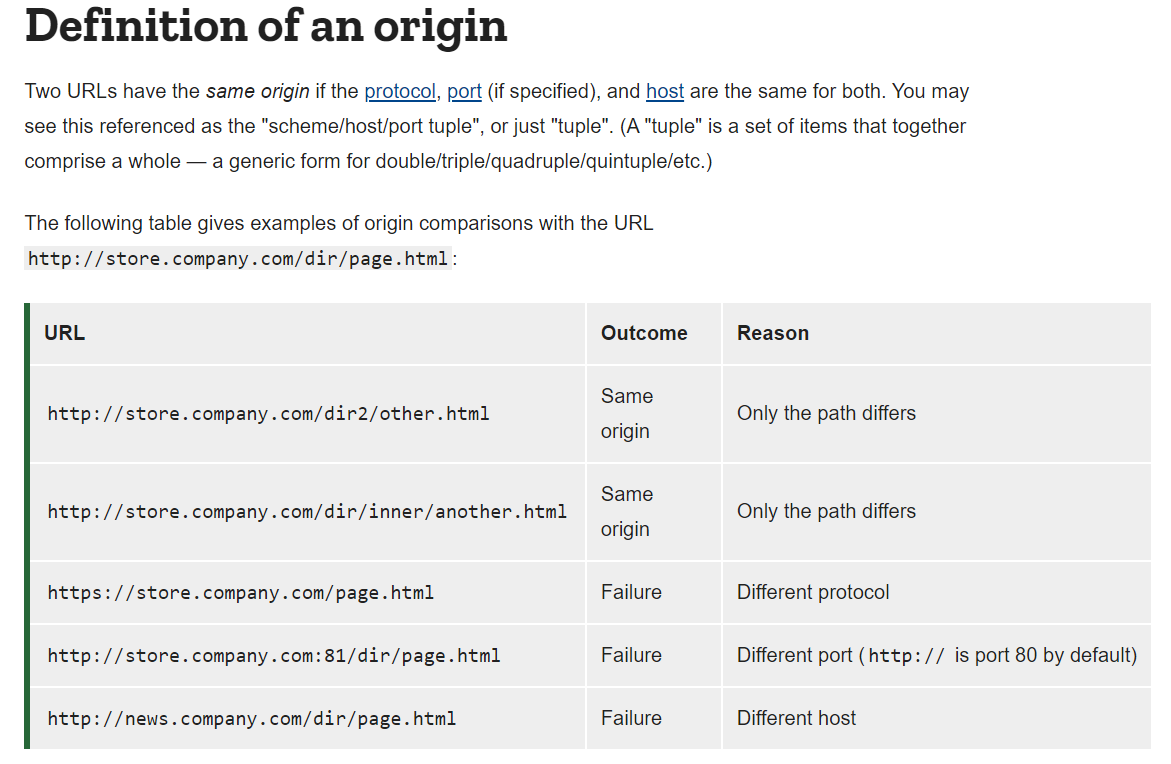 Definition of an origin
Two URLs have the same origin if the protocol, port (if specified), and host are the same for both. You may
see this referenced as the "scheme/host/port tuple", or just "tuple". (A "tuple" is a set of items that together
comprise a whole — a generic form for double/triple/quadruple/quintuple/etc.)
The following table gives examples of origin comparisons with the URL
http://store.company.com/dir/page.html:
URL Outcome Reason
http://store.company.com/dir2/other.html Same origin Only the path differs
http://store.company.com/dir/inner/another.html Same origin Only the path differs
https://store.company.com/page.html Failure Different protocol
http://store.company.com:81/dir/page.html Failure Different port (http:// is port 80 by default)
http://news.company.com/dir/page.html Failure Different host